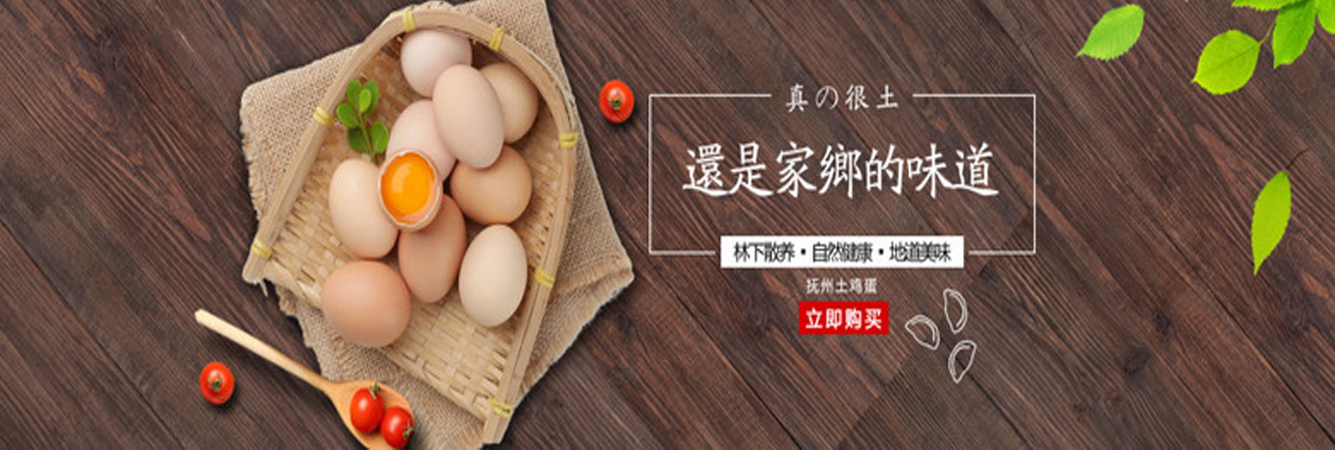 真の很土
還是家鄉的味道
林下散养·自然健康·地道美味
抚州土鸡蛋
立即购买